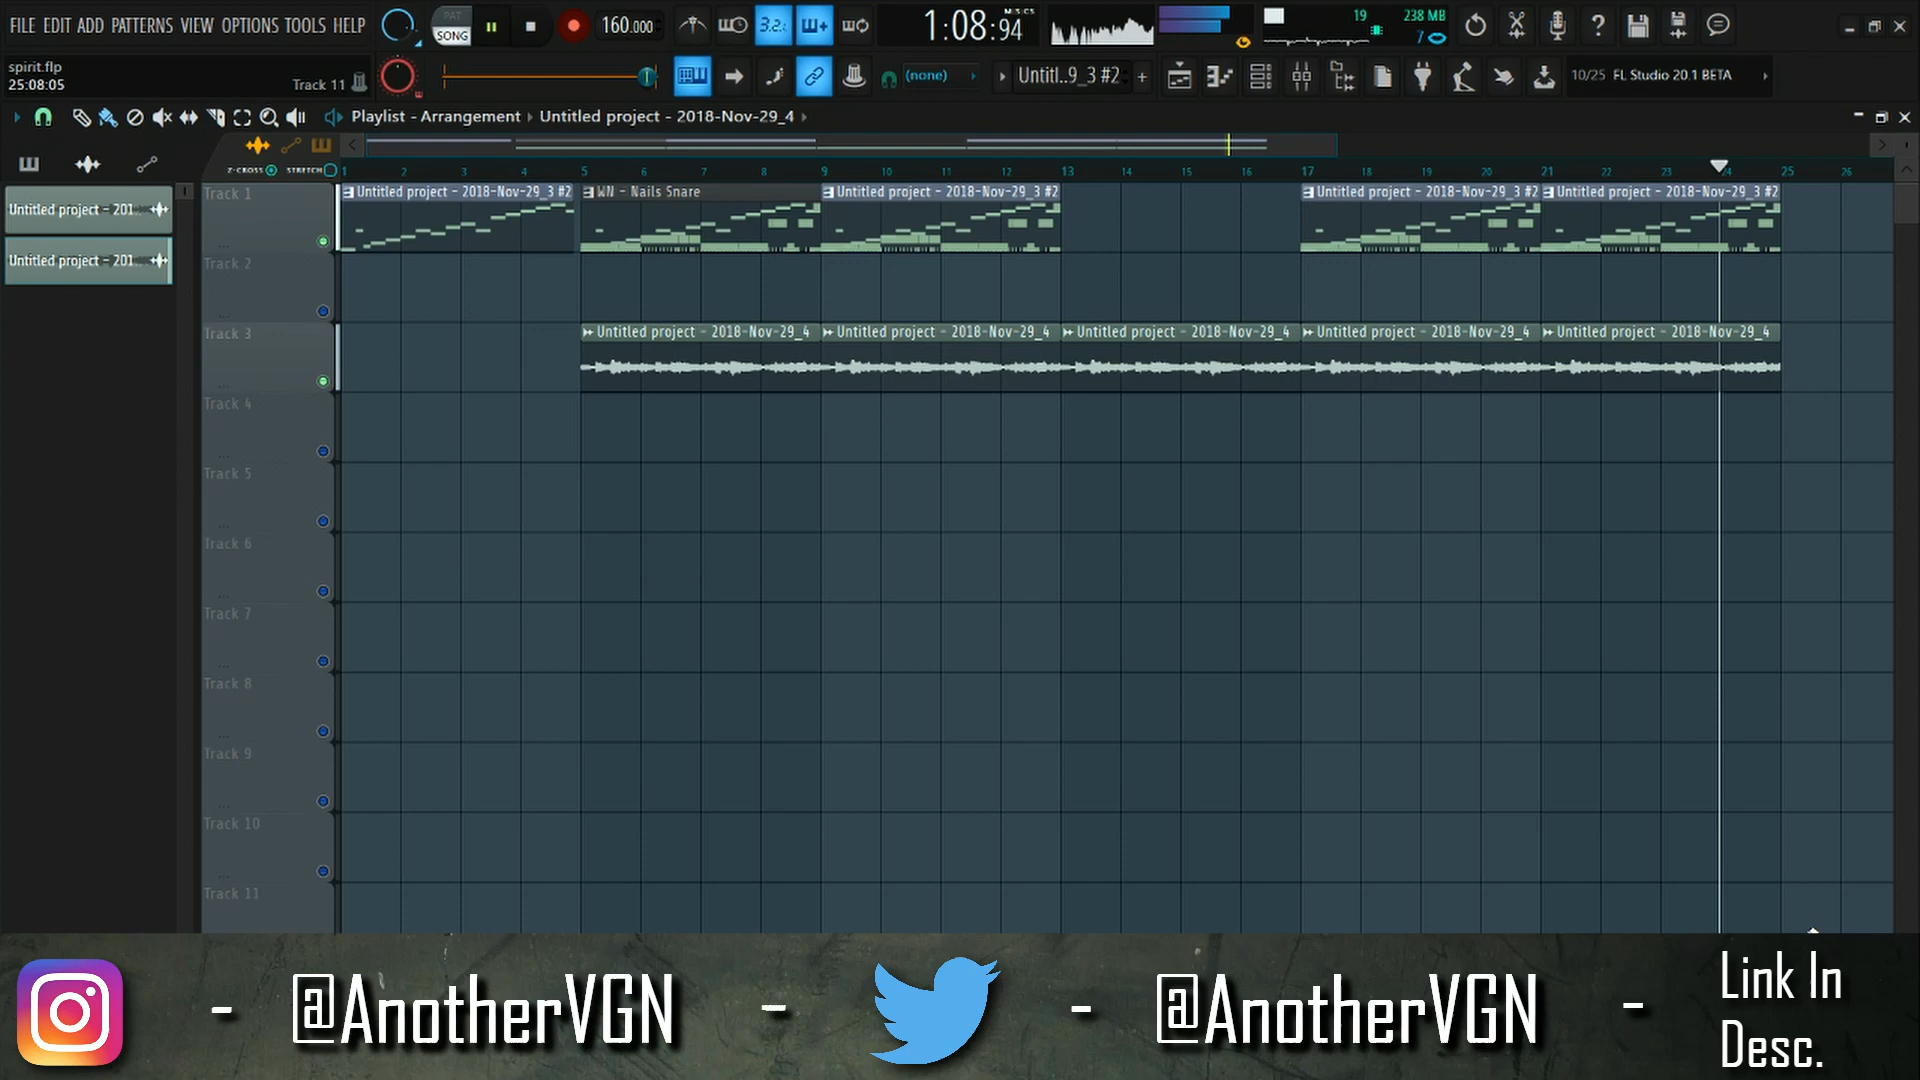 FILE EDIT ADD PATTERNS VIEW OPTIONS TOOLS HELP
PAT
SONG
160.000
3.2.
1:08:94
M:S:CS
19
238 MB
7
spirit.flp
25:08:05
Track 11
(none)
Untitl..9_3 #2
10/25 FL Studio 20.1 BETA
Playlist - Arrangement › Untitled project - 2018-Nov-29_4 ›
Z-CROSS STRETCH
1 2 3 4 5 6 7 8 9 10 11 12 13 14 15 16 17 18 19 20 21 22 23 24 25 26
Untitled project - 201...
Untitled project - 201...
Track 1
Untitled project - 2018-Nov-29_3 #2
WN - Nails Snare
Untitled project - 2018-Nov-29_3 #2
Untitled project - 2018-Nov-29_3 #2
Untitled project - 2018-Nov-29_3 #2
Track 2
Track 3
Untitled project - 2018-Nov-29_4
Untitled project - 2018-Nov-29_4
Untitled project - 2018-Nov-29_4
Untitled project - 2018-Nov-29_4
Untitled project - 2018-Nov-29_4
Track 4
Track 5
Track 6
Track 7
Track 8
Track 9
Track 10
Track 11
- @AnotherVGN - - @AnotherVGN -
Link In
Desc.